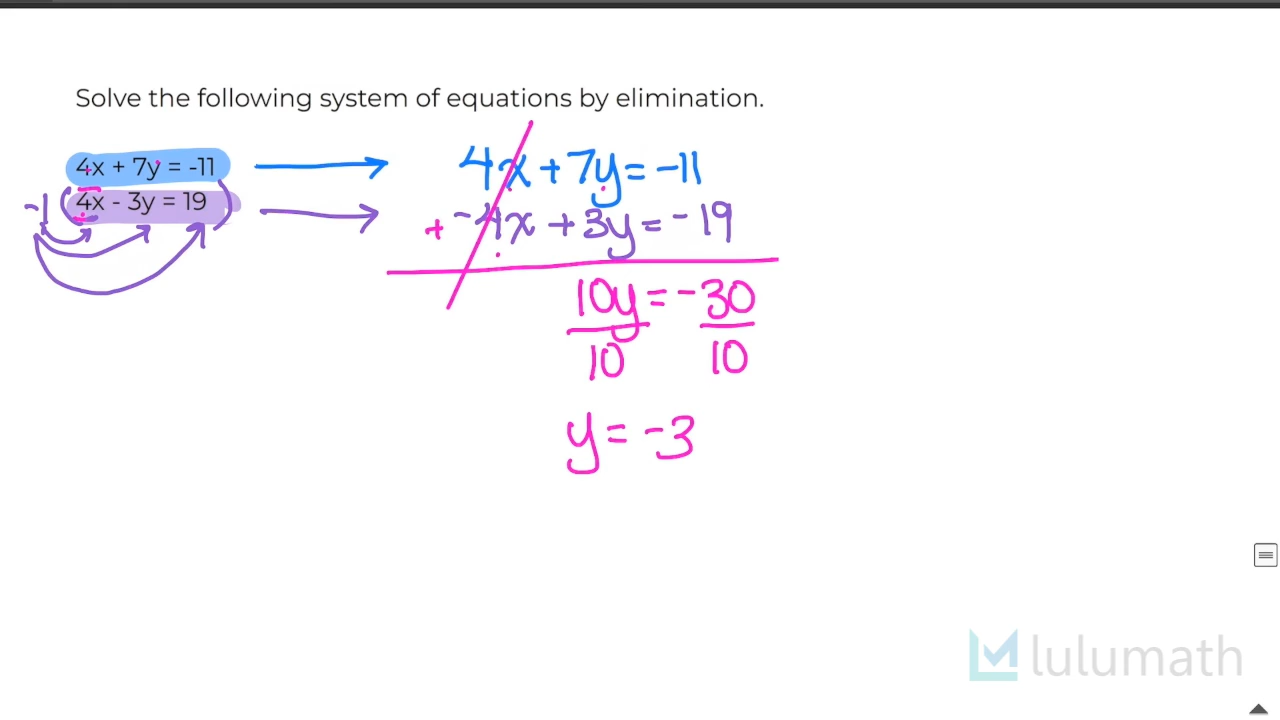 Solve the following system of equations by elimination.
4x + 7y = -11
-1(4x - 3y = 19)
4x + 7y = -11
+ -4x + 3y = -19
10y = -30
10 10
y = -3
lulumath